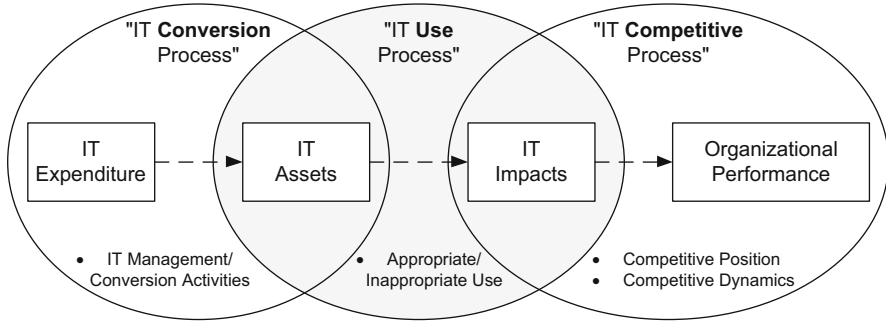 "IT Conversion
Process"
"IT Use
Process"
"IT Competitive
Process"
IT
Expenditure
IT
Assets
IT
Impacts
Organizational
Performance
• IT Management/
Conversion Activities
• Appropriate/
Inappropriate Use
• Competitive Position
• Competitive Dynamics